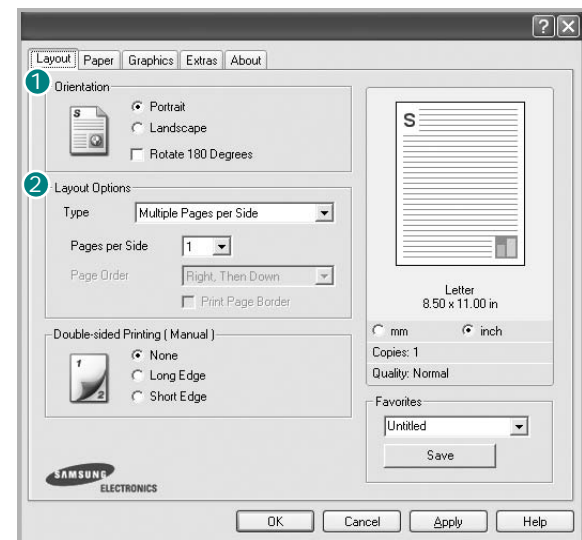 Layout Paper Graphics Extras About
1
Orientation
S
Portrait
Landscape
Rotate 180 Degrees
2
Layout Options
Type Multiple Pages per Side
Pages per Side 1
Page Order Right, Then Down
Print Page Border
Double-sided Printing ( Manual )
1
2
None
Long Edge
Short Edge
SAMSUNG
ELECTRONICS
S
Letter
8.50 x 11.00 in
mm inch
Copies: 1
Quality: Normal
Favorites
Untitled
Save
OK Cancel Apply Help